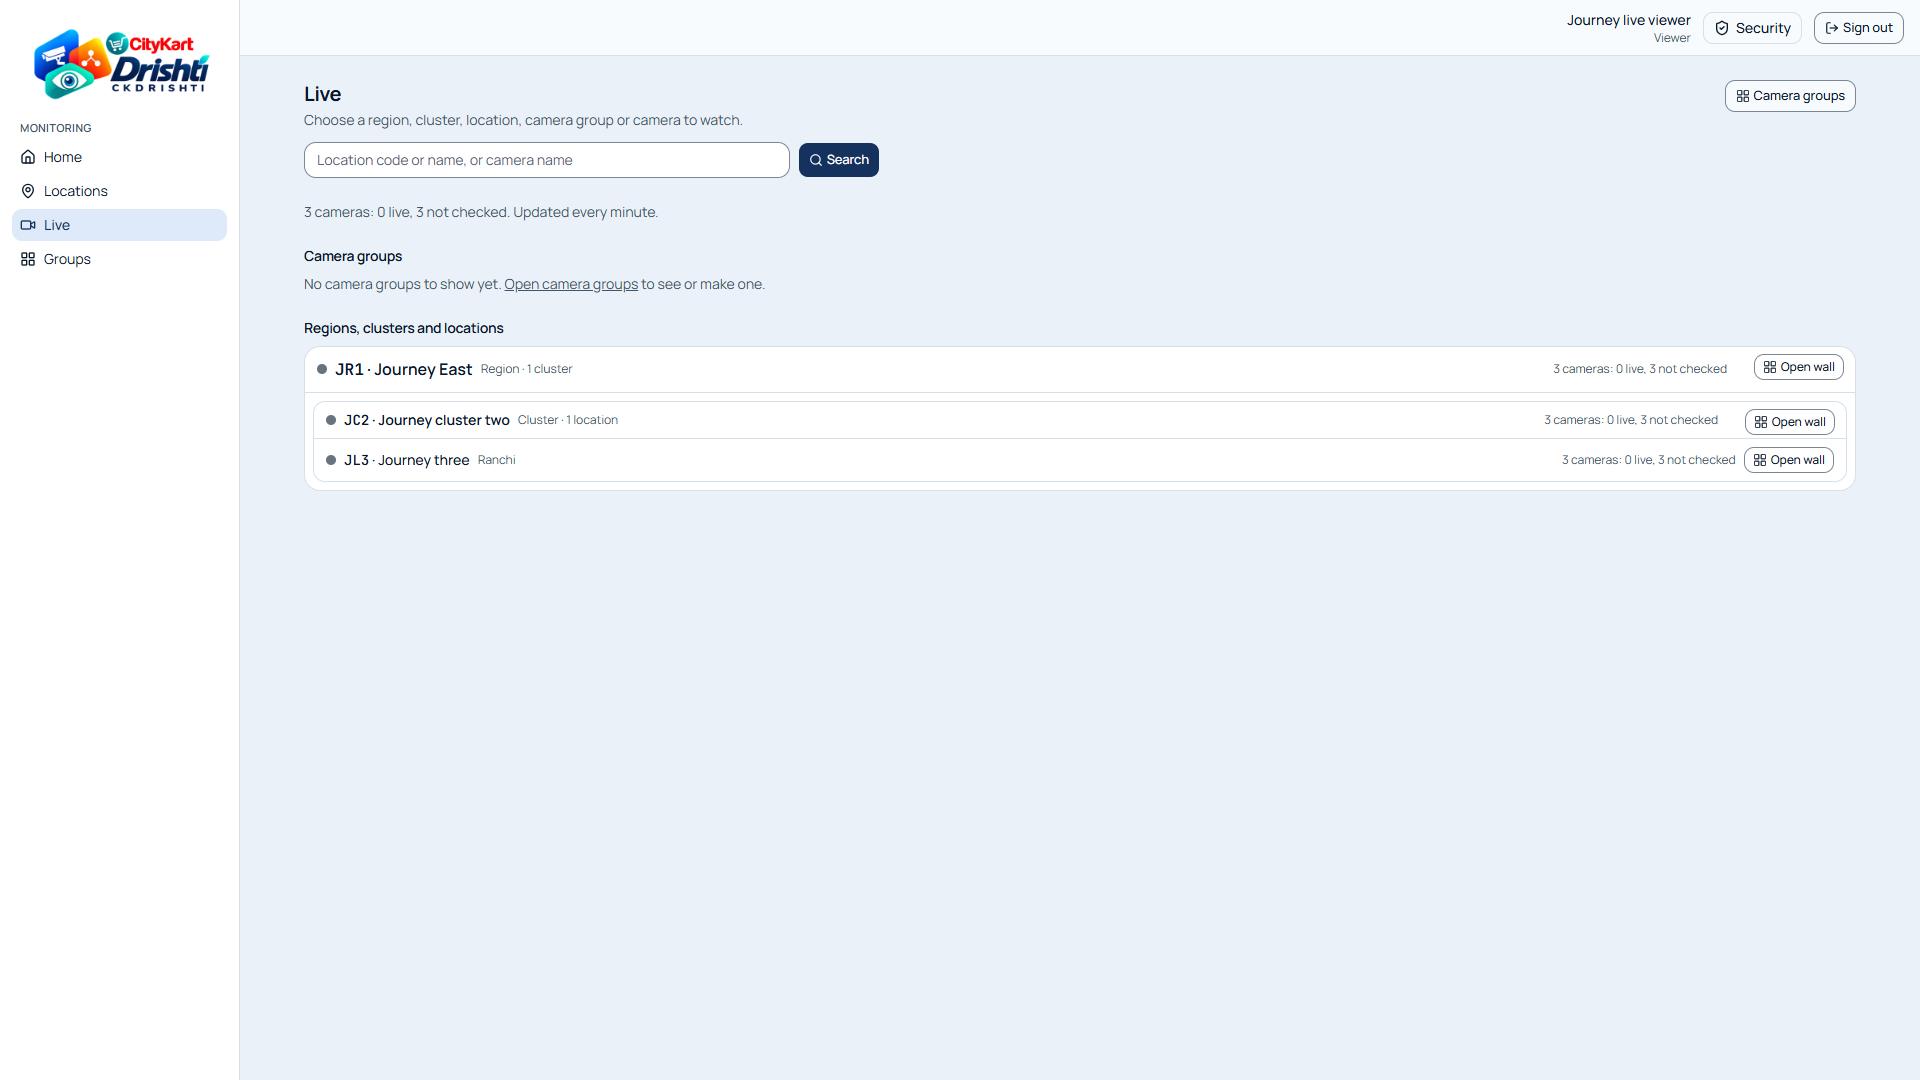 CityKart
Drishti
CKDRISHTI
Journey live viewer
Viewer
Security
Sign out
MONITORING
Home
Locations
Live
Groups
Live
Camera groups
Choose a region, cluster, location, camera group or camera to watch.
Location code or name, or camera name
Search
3 cameras: 0 live, 3 not checked. Updated every minute.
Camera groups
No camera groups to show yet. Open camera groups to see or make one.
Regions, clusters and locations
JR1 · Journey East Region · 1 cluster 3 cameras: 0 live, 3 not checked Open wall
JC2 · Journey cluster two Cluster · 1 location 3 cameras: 0 live, 3 not checked Open wall
JL3 · Journey three Ranchi 3 cameras: 0 live, 3 not checked Open wall